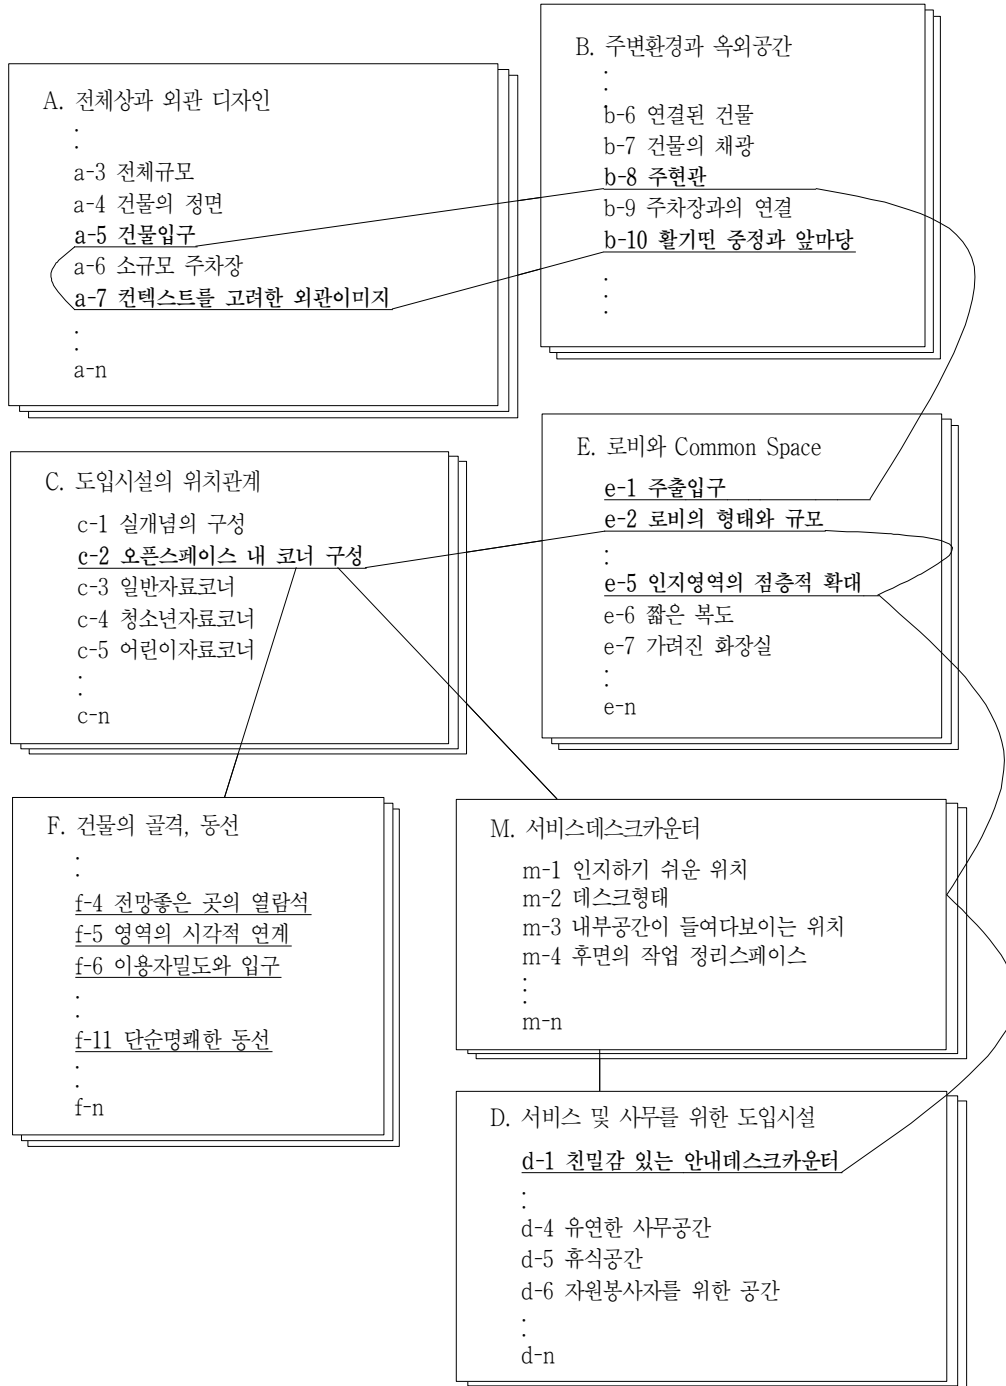 A. 전체상과 외관 디자인
.
.
a-3 전체규모
a-4 건물의 정면
a-5 건물입구
a-6 소규모 주차장
a-7 컨텍스트를 고려한 외관이미지
.
.
a-n
B. 주변환경과 옥외공간
.
.
.
b-6 연결된 건물
b-7 건물의 채광
b-8 주현관
b-9 주차장과의 연결
b-10 활기띤 중정과 앞마당
.
.
.
C. 도입시설의 위치관계
c-1 실개념의 구성
c-2 오픈스페이스 내 코너 구성
c-3 일반자료코너
c-4 청소년자료코너
c-5 어린이자료코너
.
.
c-n
E. 로비와 Common Space
e-1 주출입구
e-2 로비의 형태와 규모
.
.
e-5 인지영역의 점층적 확대
e-6 짧은 복도
e-7 가려진 화장실
.
.
e-n
F. 건물의 골격, 동선
.
.
f-4 전망좋은 곳의 열람석
f-5 영역의 시각적 연계
f-6 이용자밀도와 입구
.
.
f-11 단순명쾌한 동선
.
.
f-n
M. 서비스데스크카운터
m-1 인지하기 쉬운 위치
m-2 데스크형태
m-3 내부공간이 들여다보이는 위치
m-4 후면의 작업 정리스페이스
.
.
.
m-n
D. 서비스 및 사무를 위한 도입시설
d-1 친밀감 있는 안내데스크카운터
.
.
d-4 유연한 사무공간
d-5 휴식공간
d-6 자원봉사자를 위한 공간
.
.
d-n